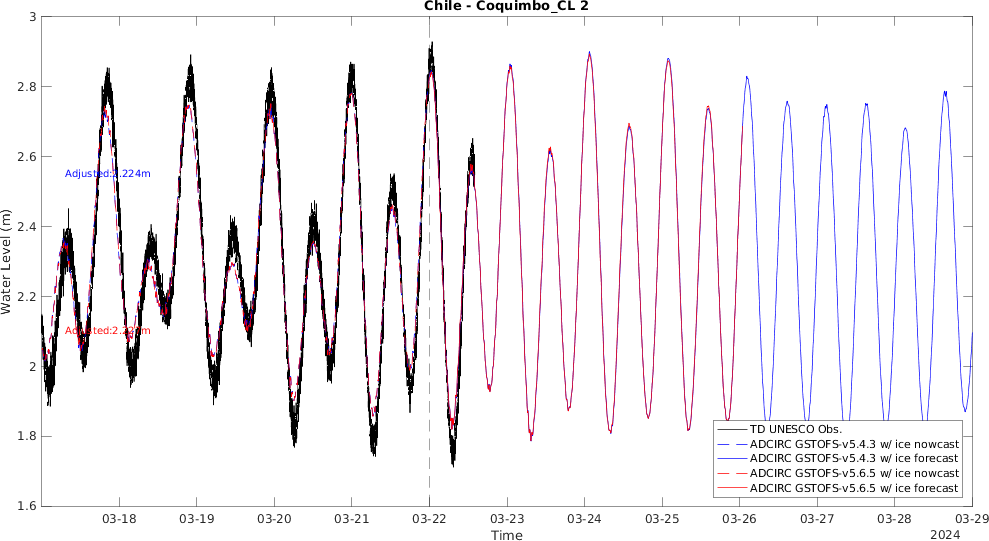 Chile - Coquimbo_CL 2
3
2.8
2.6
2.4
2.2
2
1.8
1.6
Water Level (m)
Adjusted:2.224m
TD UNESCO Obs.
ADCIRC GSTOFS-v5.4.3 w/ ice nowcast
ADCIRC GSTOFS-v5.4.3 w/ ice forecast
ADCIRC GSTOFS-v5.6.5 w/ ice nowcast
ADCIRC GSTOFS-v5.6.5 w/ ice forecast
03-18 03-19 03-20 03-21 03-22 03-23 03-24 03-25 03-26 03-27 03-28 03-29
Time
2024